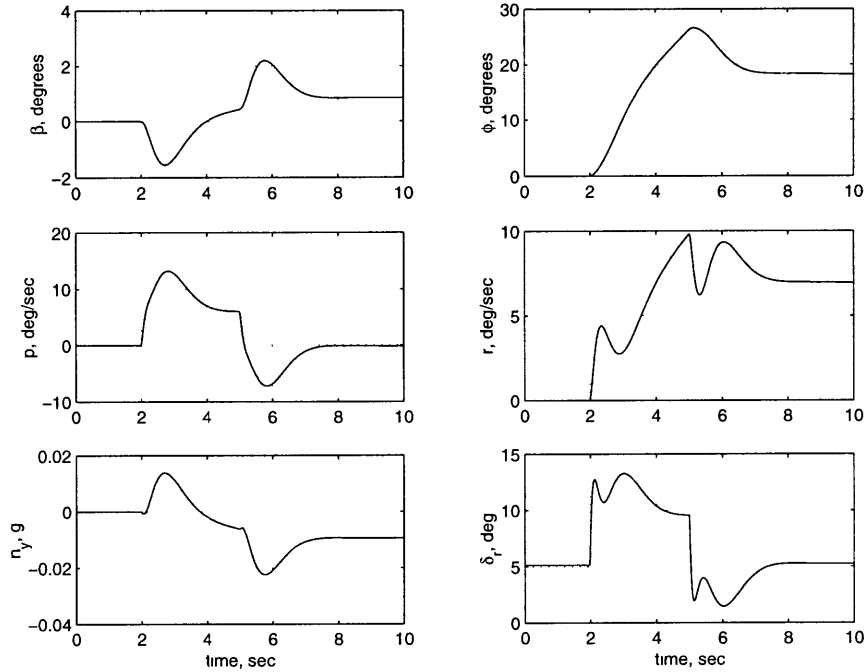 4
2
0
−2
β, degrees
0 2 4 6 8 10
30
20
10
0
φ, degrees
0 2 4 6 8 10
20
10
0
−10
p, deg/sec
0 2 4 6 8 10
10
5
0
r, deg/sec
0 2 4 6 8 10
0.02
0
−0.02
−0.04
n_y, g
0 2 4 6 8 10
time, sec
15
10
5
0
δ_r, deg
0 2 4 6 8 10
time, sec